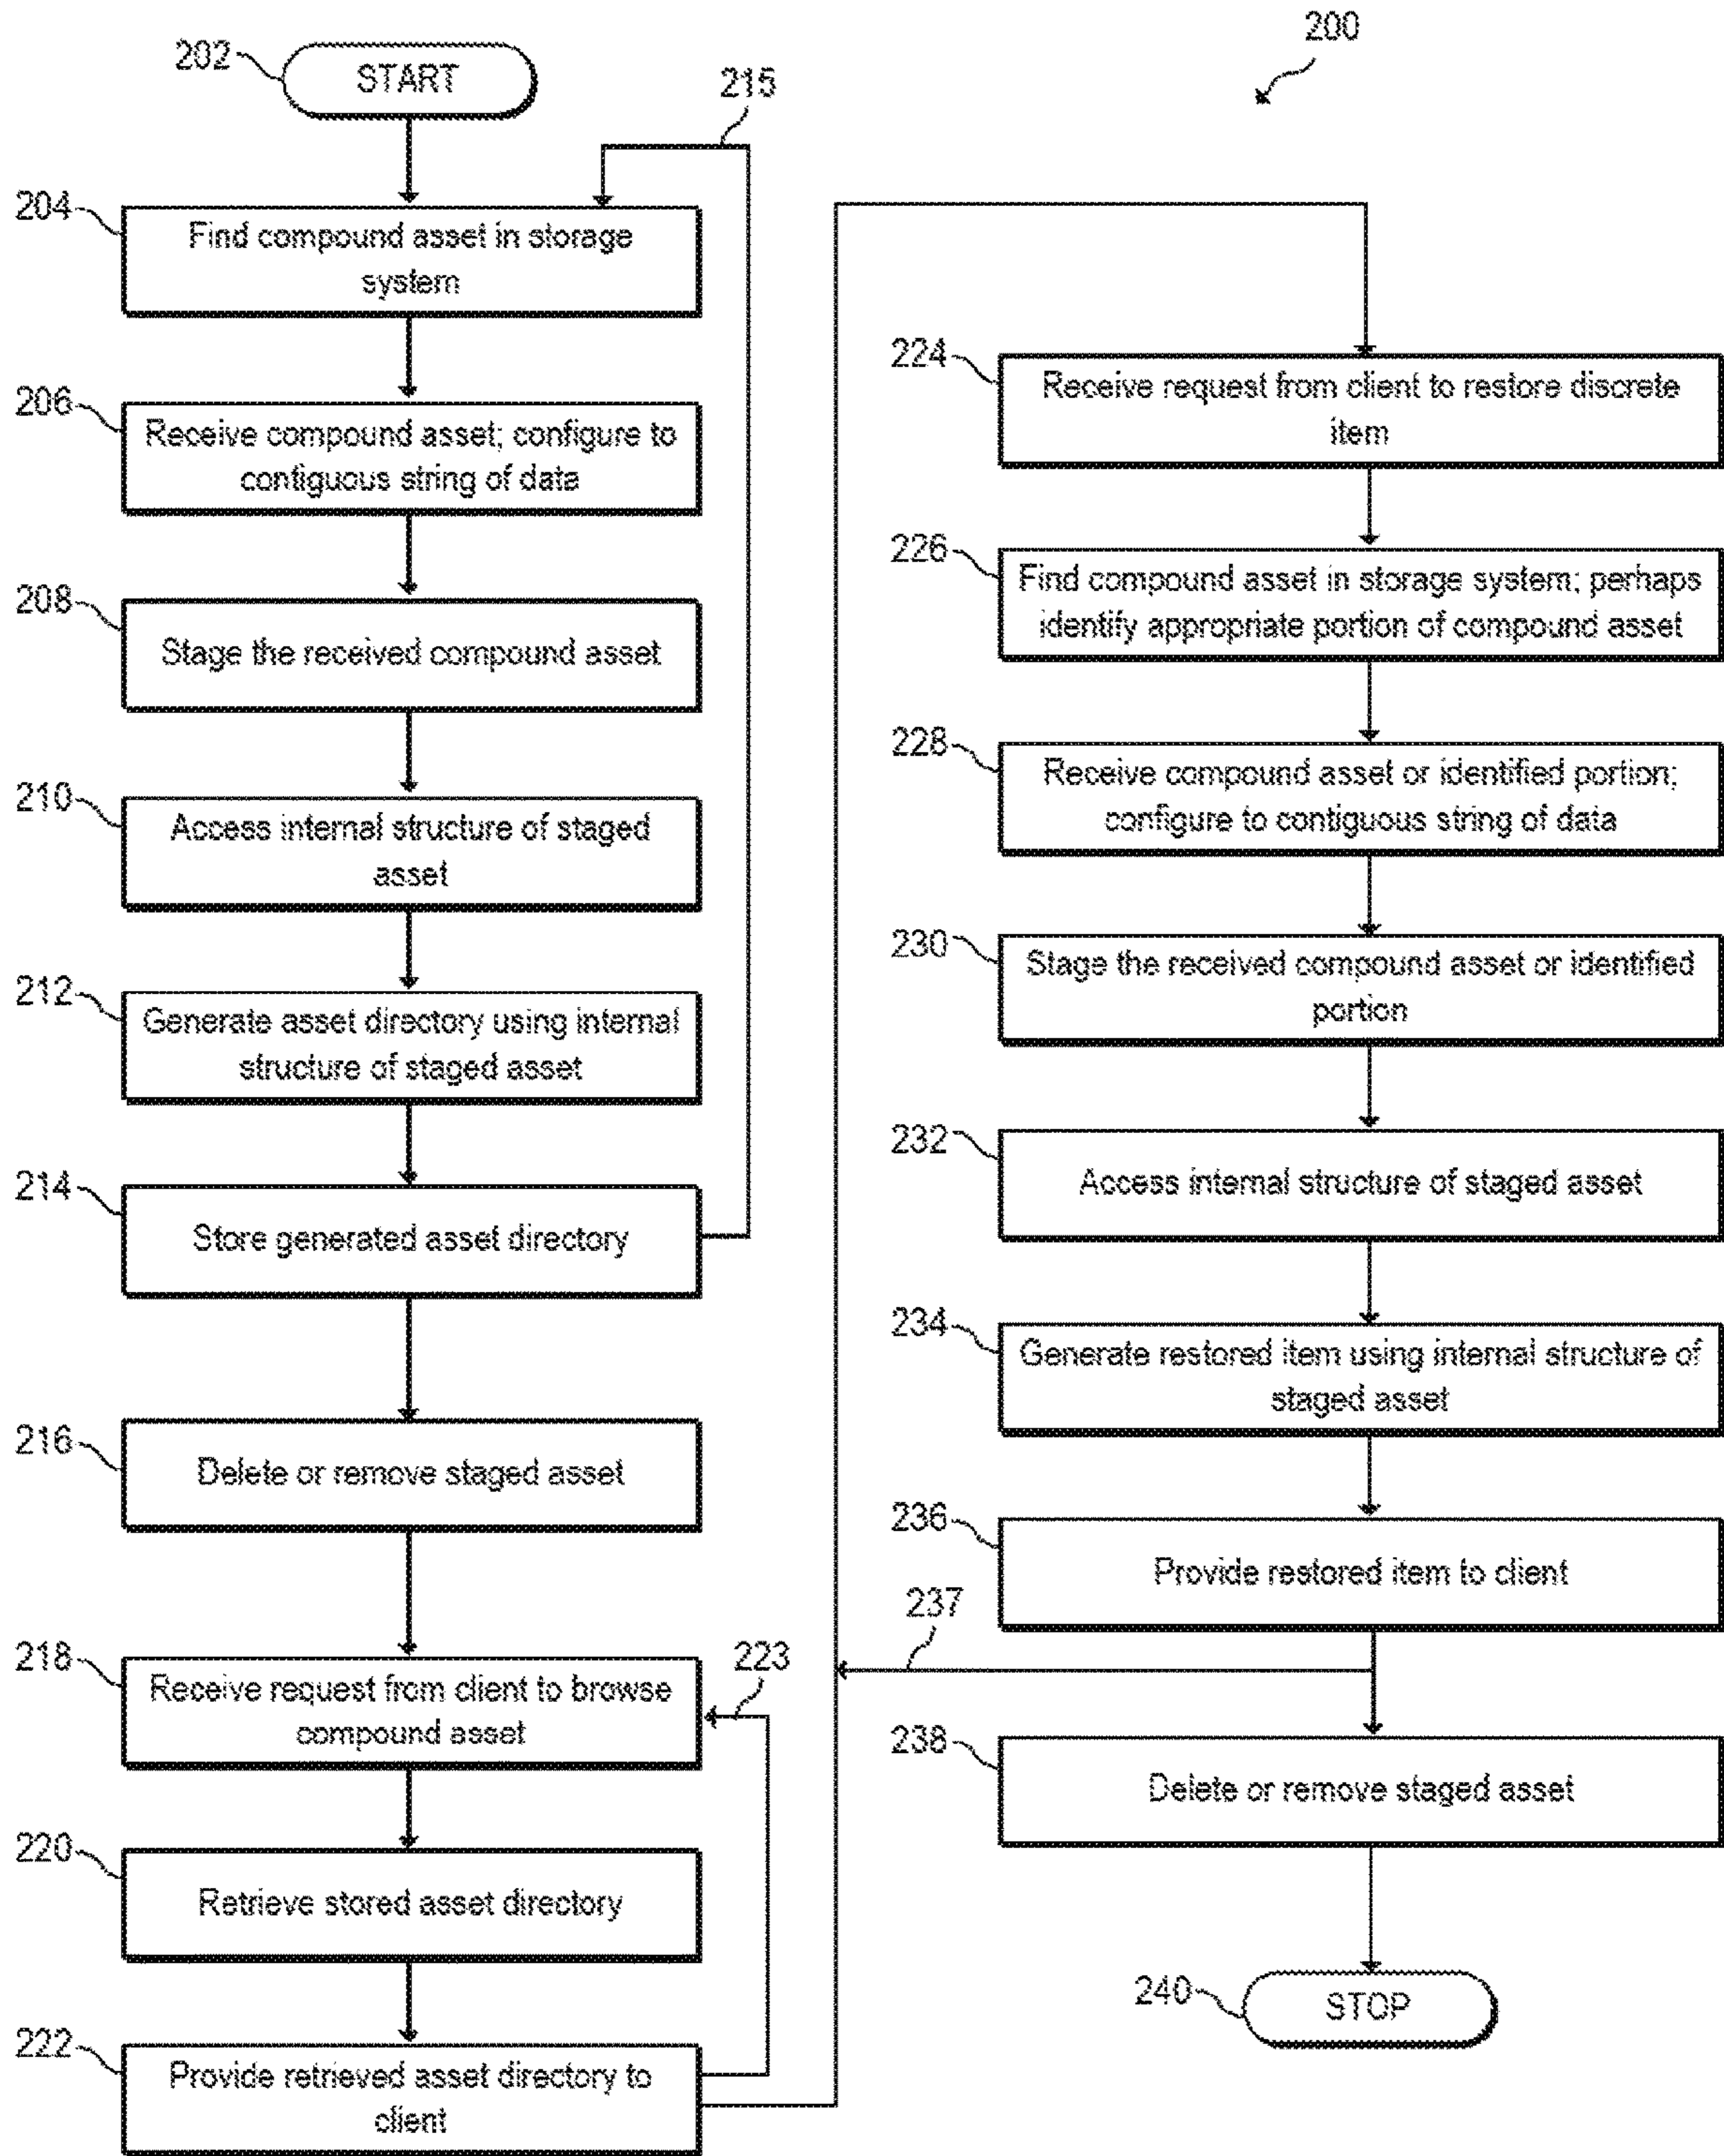 200
202
START
215
204
Find compound asset in storage
system
206
Receive compound asset; configure to
contiguous string of data
208
Stage the received compound asset
210
Access internal structure of staged
asset
212
Generate asset directory using internal
structure of staged asset
214
Store generated asset directory
216
Delete or remove staged asset
218
Receive request from client to browse
compound asset
223
220
Retrieve stored asset directory
222
Provide retrieved asset directory to
client
224
Receive request from client to restore discrete
item
226
Find compound asset in storage system; perhaps
identify appropriate portion of compound asset
228
Receive compound asset or identified portion;
configure to contiguous string of data
230
Stage the received compound asset or identified
portion
232
Access internal structure of staged asset
234
Generate restored item using internal structure of
staged asset
236
Provide restored item to client
237
238
Delete or remove staged asset
240
STOP